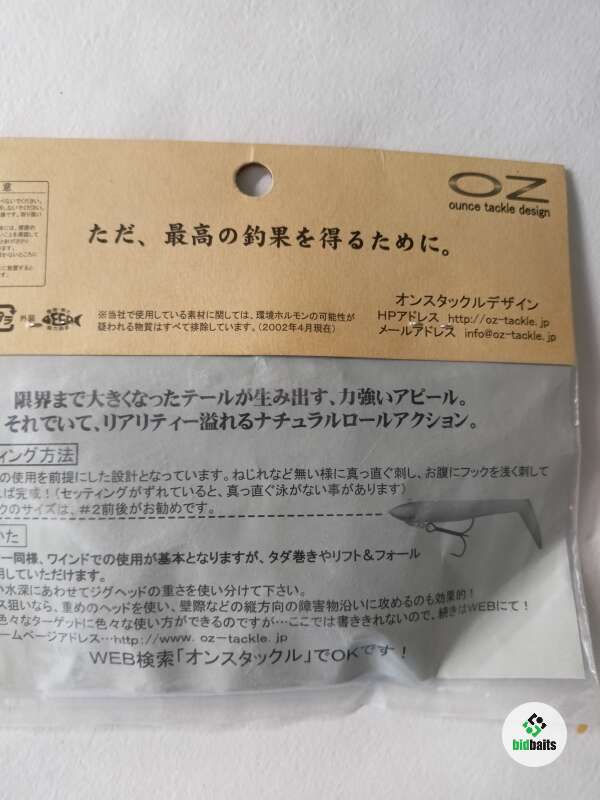 意
OZ
ounce tackle design
ただ、最高の釣果を得るために。
外装
※当社で使用している素材に関しては、環境ホルモンの可能性が
疑われる物質はすべて排除しています。(2002年4月現在)
オンスタックルデザイン
HPアドレス http://oz-tackle.jp
メールアドレス info@oz-tackle.jp
限界まで大きくなったテールが生み出す、力強いアピール。
それでいて、リアリティー溢れるナチュラルロールアクション。
ィング方法
の使用を前提にした設計となっています。ねじれなど無い様に真っ直ぐ刺し、お腹にフックを浅く刺して
ば完成!(セッティングがずれていると、真っ直ぐ泳がない事があります)
クのサイズは、#2前後がお勧めです。
いた
ー同様、ワインドでの使用が基本となりますが、タダ巻きやリフト&フォール
用していただけます。
い水深にあわせてジグヘッドの重さを使い分けて下さい。
ス狙いなら、重めのヘッドを使い、壁際などの縦方向の障害物沿いに攻めるのも効果的!
色々なターゲットに色々な使い方ができるのですが…ここでは書ききれないので、続きはWEBにて!
ームページアドレス…http://www. oz-tackle. jp
WEB検索「オンスタックル」でOKです!
bidbaits